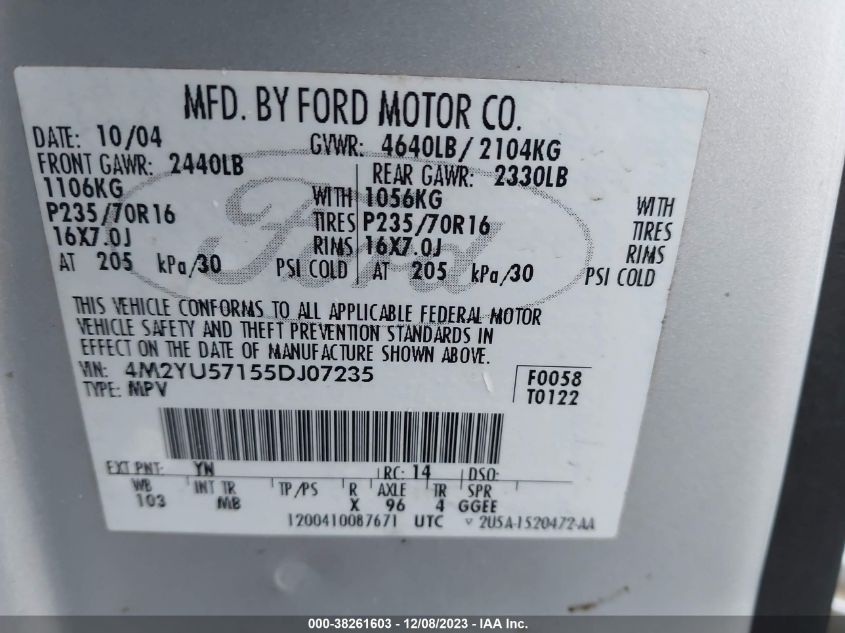 MFD. BY FORD MOTOR CO.
DATE: 10/04 GVWR: 4640LB/ 2104KG
FRONT GAWR: 2440LB REAR GAWR: 2330LB
1106KG WITH 1056KG WITH
P235/70R16 TIRES P235/70R16 TIRES
16X7.0J RIMS 16X7.0J RIMS
AT 205 kPa/30 PSI COLD AT 205 kPa/30 PSI COLD
Ford
THIS VEHICLE CONFORMS TO ALL APPLICABLE FEDERAL MOTOR
VEHICLE SAFETY AND THEFT PREVENTION STANDARDS IN
EFFECT ON THE DATE OF MANUFACTURE SHOWN ABOVE.
VIN: 4M2YU57155DJ07235 F0058
TYPE: MPV T0122
EXT PNT: YN RC: 14 DSO:
WB INT TR TP/PS R AXLE TR SPR
103 MB X 96 4 GGEE
1200410087671 UTC 2U5A-1520472-AA
000-38261603 - 12/08/2023 - IAA Inc.